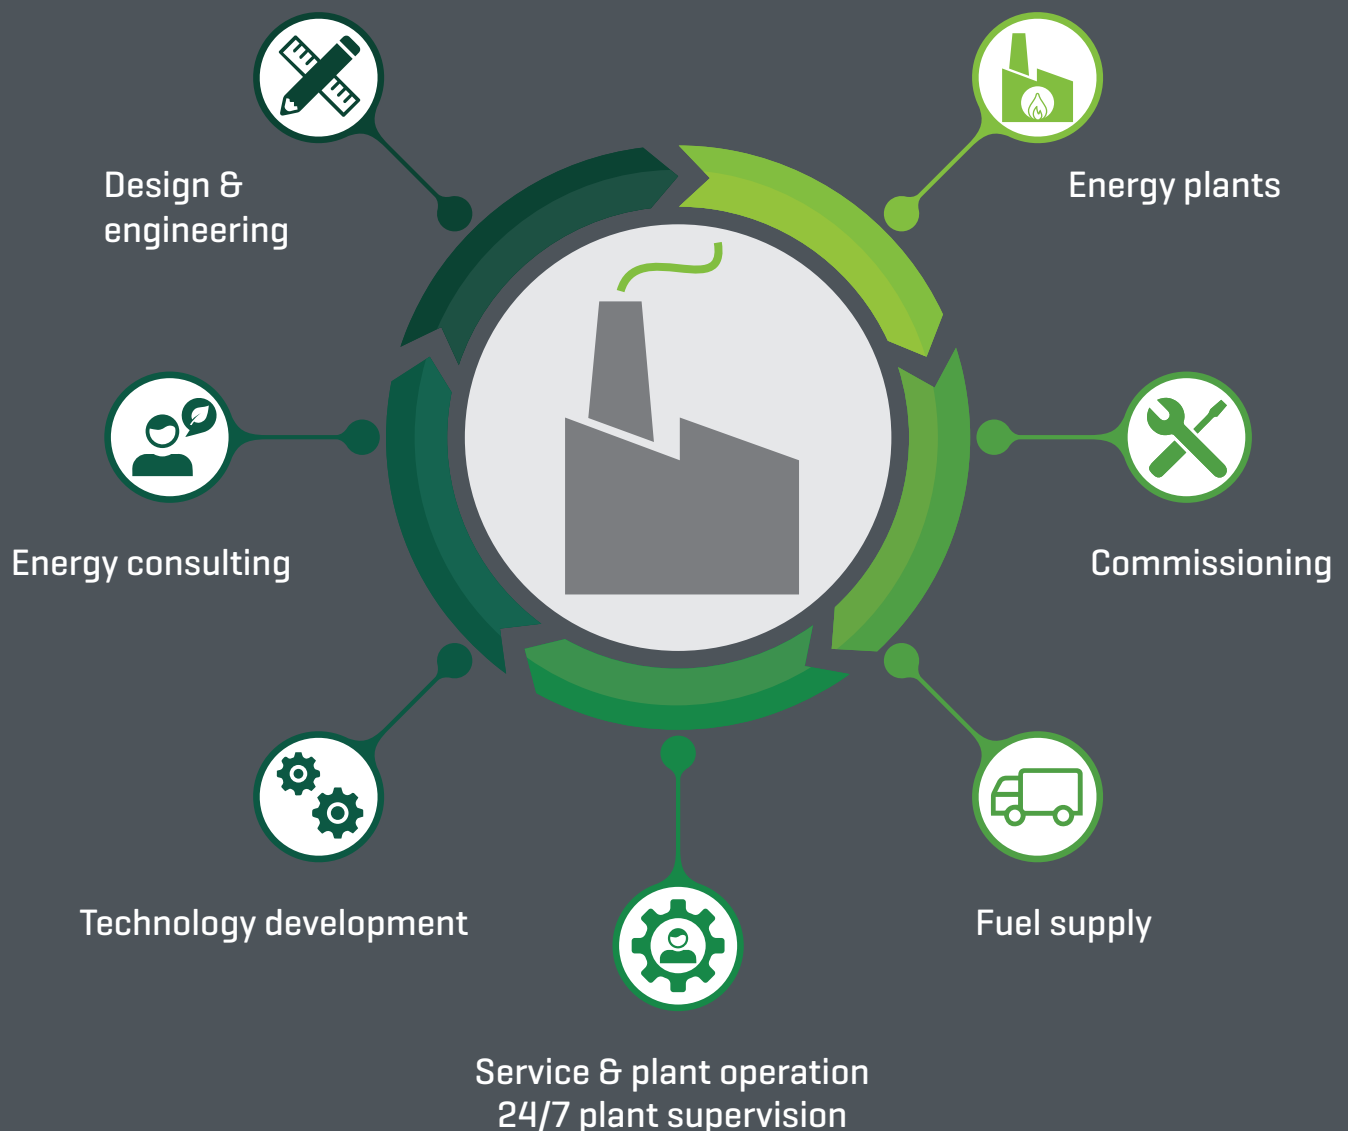 Design &
engineering
Energy plants
Energy consulting
Commissioning
Technology development
Fuel supply
Service & plant operation
24/7 plant supervision